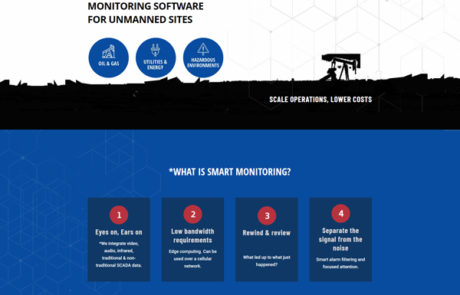 MONITORING SOFTWARE
FOR UNMANNED SITES
OIL & GAS
UTILITIES &
ENERGY
HAZARDOUS
ENVIRONMENTS
SCALE OPERATIONS, LOWER COSTS
*WHAT IS SMART MONITORING?
1
Eyes on, Ears on
*We integrate video,
audio, infrared,
traditional & non-
traditional SCADA data.
2
Low bandwidth
requirements
Edge computing. Can be
used over a cellular
network.
3
Rewind & review
What led up to what just
happened?
4
Separate the
signal from the
noise
Smart alarm filtering and
focused attention.